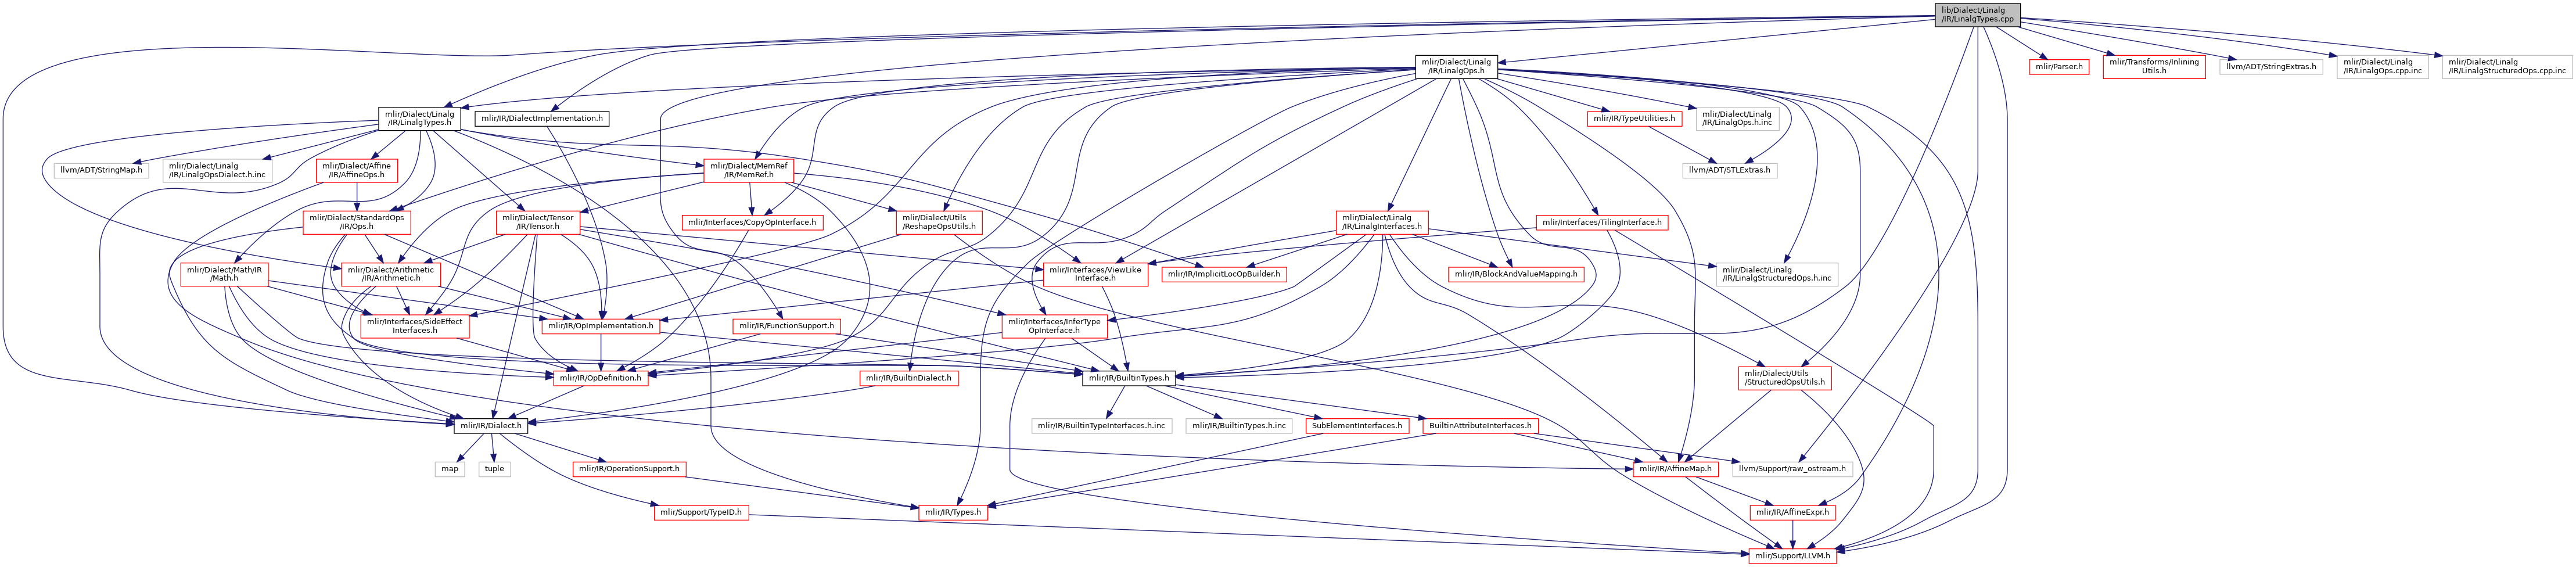 lib/Dialect/Linalg
/IR/LinalgTypes.cpp
mlir/Dialect/Linalg
/IR/LinalgOps.h
mlir/Parser.h
mlir/Transforms/Inlining
Utils.h
llvm/ADT/StringExtras.h
mlir/Dialect/Linalg
/IR/LinalgOps.cpp.inc
mlir/Dialect/Linalg
/IR/LinalgStructuredOps.cpp.inc
mlir/Dialect/Linalg
/IR/LinalgTypes.h
mlir/IR/DialectImplementation.h
mlir/IR/TypeUtilities.h
mlir/Dialect/Linalg
/IR/LinalgOps.h.inc
llvm/ADT/StringMap.h
mlir/Dialect/Linalg
/IR/LinalgOpsDialect.h.inc
mlir/Dialect/Affine
/IR/AffineOps.h
mlir/Dialect/MemRef
/IR/MemRef.h
llvm/ADT/STLExtras.h
mlir/Dialect/StandardOps
/IR/Ops.h
mlir/Dialect/Tensor
/IR/Tensor.h
mlir/Interfaces/CopyOpInterface.h
mlir/Dialect/Utils
/ReshapeOpsUtils.h
mlir/Dialect/Linalg
/IR/LinalgInterfaces.h
mlir/Interfaces/TilingInterface.h
mlir/Dialect/Math/IR
/Math.h
mlir/Dialect/Arithmetic
/IR/Arithmetic.h
mlir/Interfaces/ViewLike
Interface.h
mlir/IR/ImplicitLocOpBuilder.h
mlir/IR/BlockAndValueMapping.h
mlir/Dialect/Linalg
/IR/LinalgStructuredOps.h.inc
mlir/Interfaces/SideEffect
Interfaces.h
mlir/IR/OpImplementation.h
mlir/IR/FunctionSupport.h
mlir/Interfaces/InferType
OpInterface.h
mlir/IR/OpDefinition.h
mlir/IR/BuiltinDialect.h
mlir/IR/BuiltinTypes.h
mlir/Dialect/Utils
/StructuredOpsUtils.h
mlir/IR/Dialect.h
mlir/IR/BuiltinTypeInterfaces.h.inc
mlir/IR/BuiltinTypes.h.inc
SubElementInterfaces.h
BuiltinAttributeInterfaces.h
map
tuple
mlir/IR/OperationSupport.h
mlir/IR/AffineMap.h
llvm/Support/raw_ostream.h
mlir/Support/TypeID.h
mlir/IR/Types.h
mlir/IR/AffineExpr.h
mlir/Support/LLVM.h